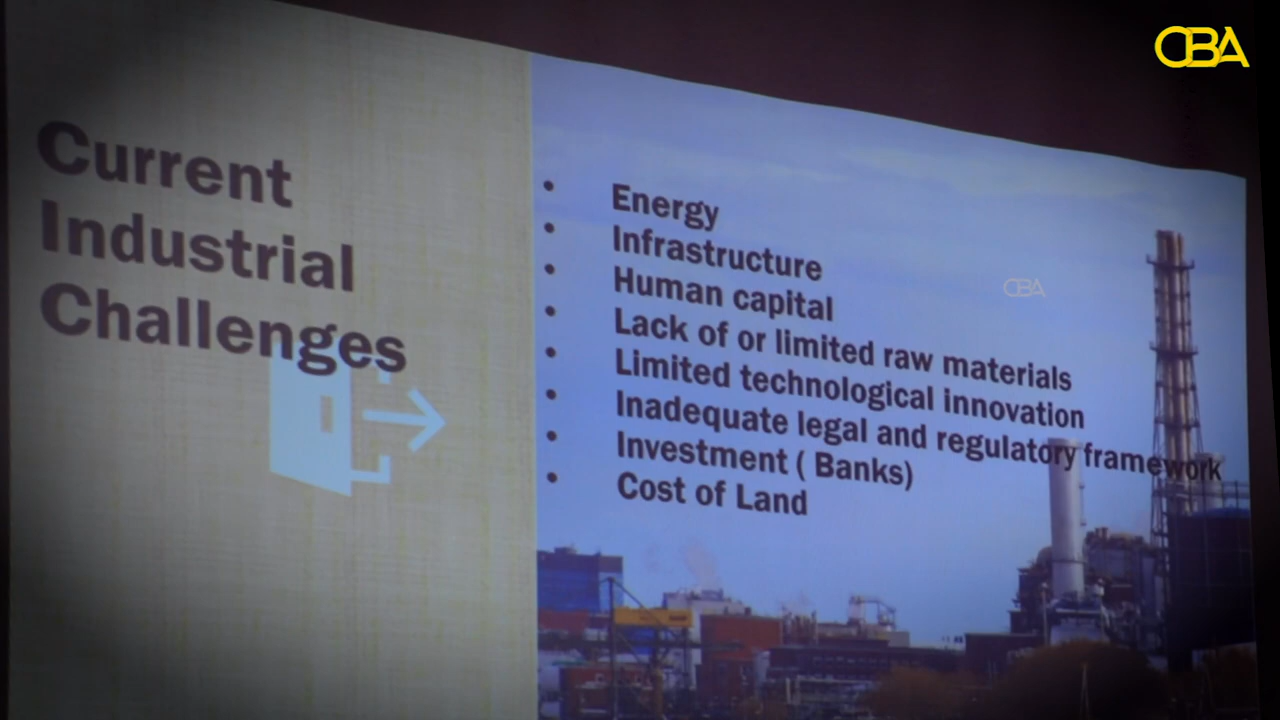 CBA
Current
Industrial
Challenges
• Energy
• Infrastructure
• Human capital
• Lack of or limited raw materials
• Limited technological innovation
• Inadequate legal and regulatory framework
• Investment ( Banks)
• Cost of Land
CBA